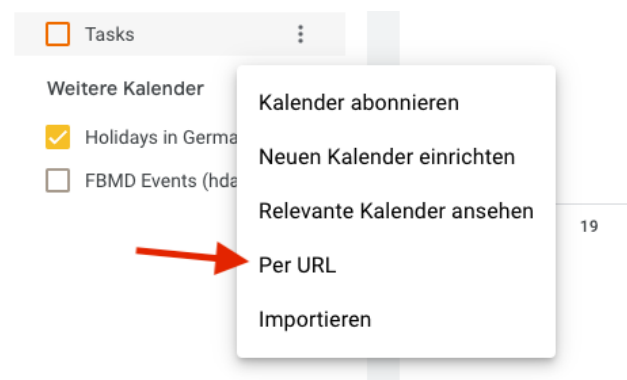 Tasks
Weitere Kalender
Holidays in Germa
FBMD Events (hda
Kalender abonnieren
Neuen Kalender einrichten
Relevante Kalender ansehen
Per URL
Importieren
19